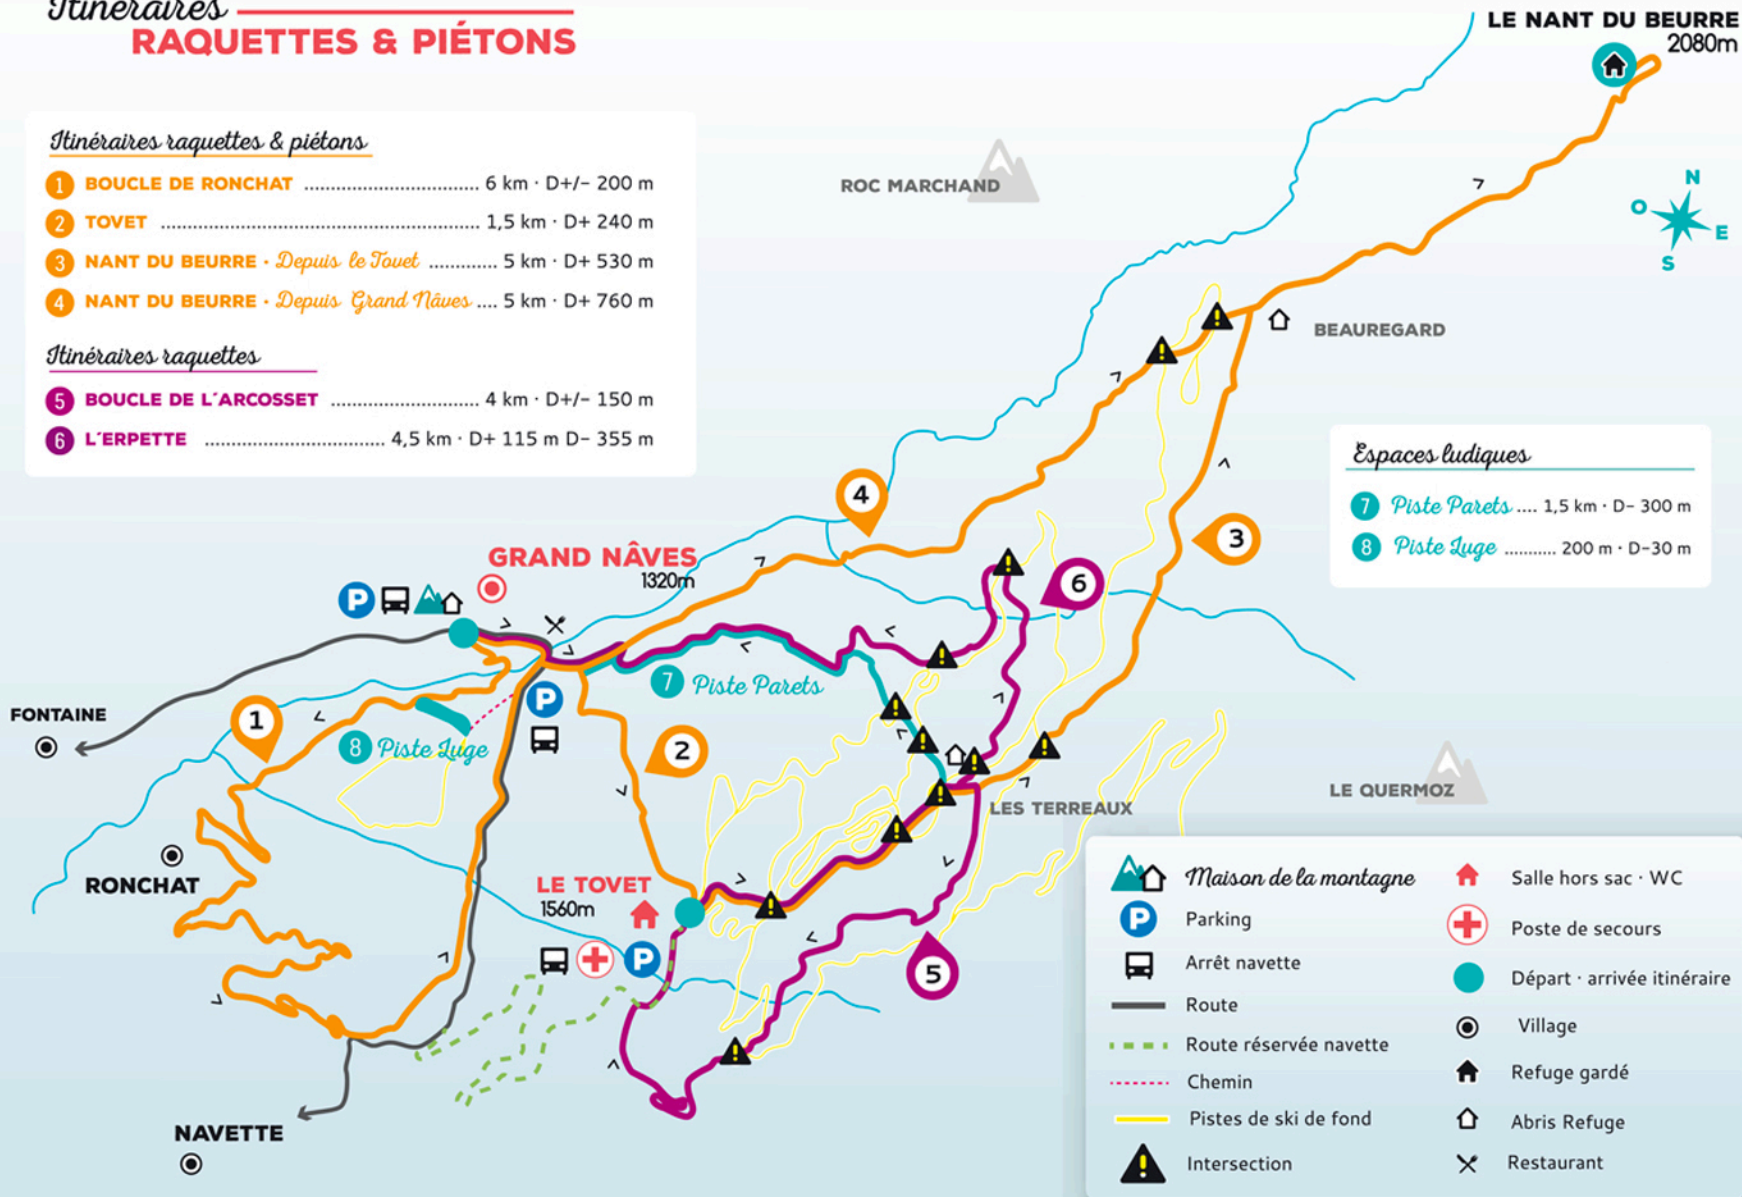 Itinéraires
RAQUETTES & PIÉTONS
LE NANT DU BEURRE
2080m
Itinéraires raquettes & piétons
1 BOUCLE DE RONCHAT ................................ 6 km · D+/- 200 m
2 TOVET .......................................................... 1,5 km · D+ 240 m
3 NANT DU BEURRE · Depuis le Tovet ............ 5 km · D+ 530 m
4 NANT DU BEURRE · Depuis Grand Nâves .... 5 km · D+ 760 m
Itinéraires raquettes
5 BOUCLE DE L'ARCOSSET ........................... 4 km · D+/- 150 m
6 L'ERPETTE ................................. 4,5 km · D+ 115 m D- 355 m
ROC MARCHAND
N
O
E
S
BEAUREGARD
Espaces ludiques
7 Piste Parets .... 1,5 km · D- 300 m
8 Piste Luge .......... 200 m · D-30 m
4
3
GRAND NÂVES
1320m
6
P
7 Piste Parets
P
FONTAINE
1
8 Piste Luge
2
LE QUERMOZ
LES TERREAUX
RONCHAT
LE TOVET
1560m
P
5
NAVETTE
Maison de la montagne
P Parking
Arrêt navette
Route
Route réservée navette
Chemin
Pistes de ski de fond
Intersection
Salle hors sac · WC
Poste de secours
Départ · arrivée itinéraire
Village
Refuge gardé
Abris Refuge
Restaurant